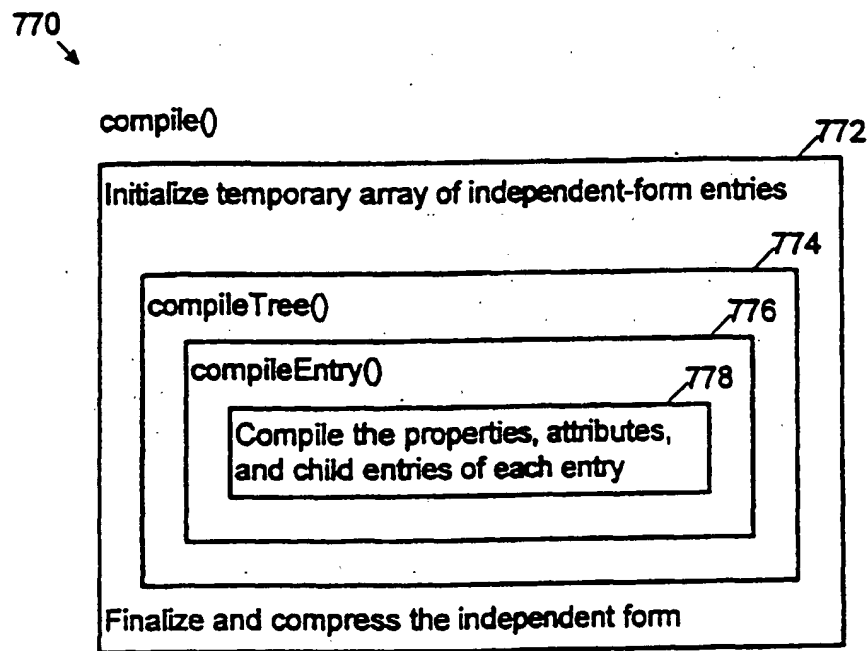 770
compile()
772
Initialize temporary array of independent-form entries
774
compileTree()
776
compileEntry()
778
Compile the properties, attributes,
and child entries of each entry
Finalize and compress the independent form